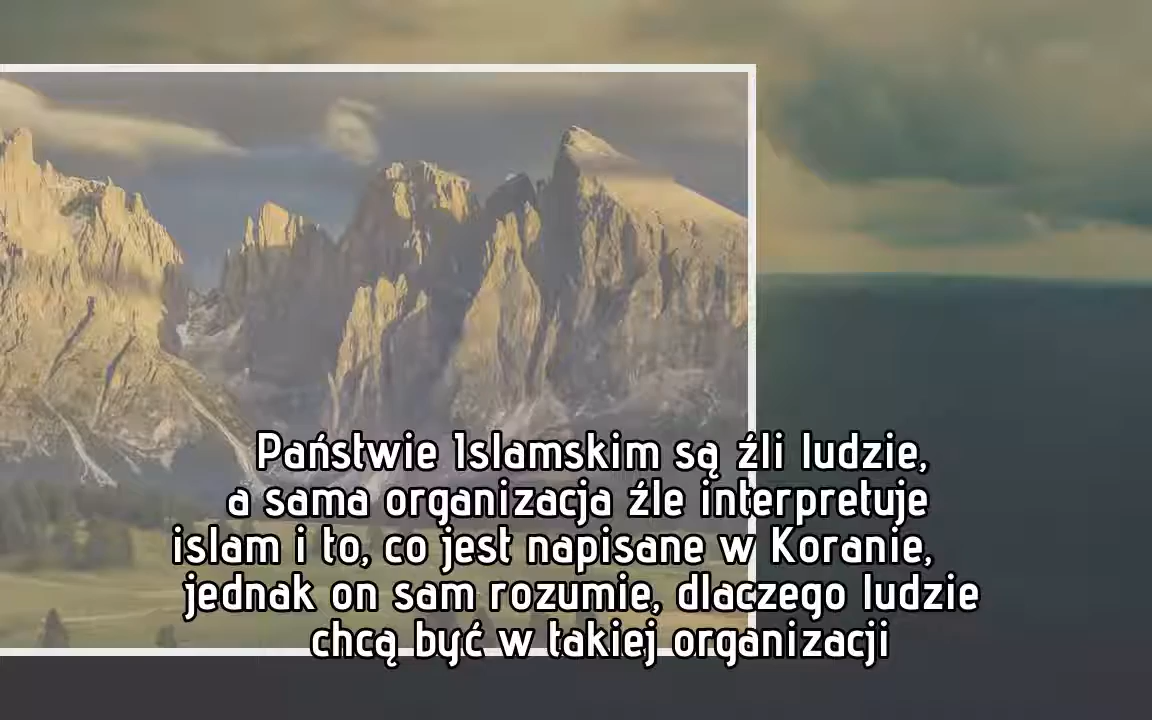 Państwie Islamskim są źli ludzie,
a sama organizacja źle interpretuje
islam i to, co jest napisane w Koranie,
jednak on sam rozumie, dlaczego ludzie
chcą być w takiej organizacji